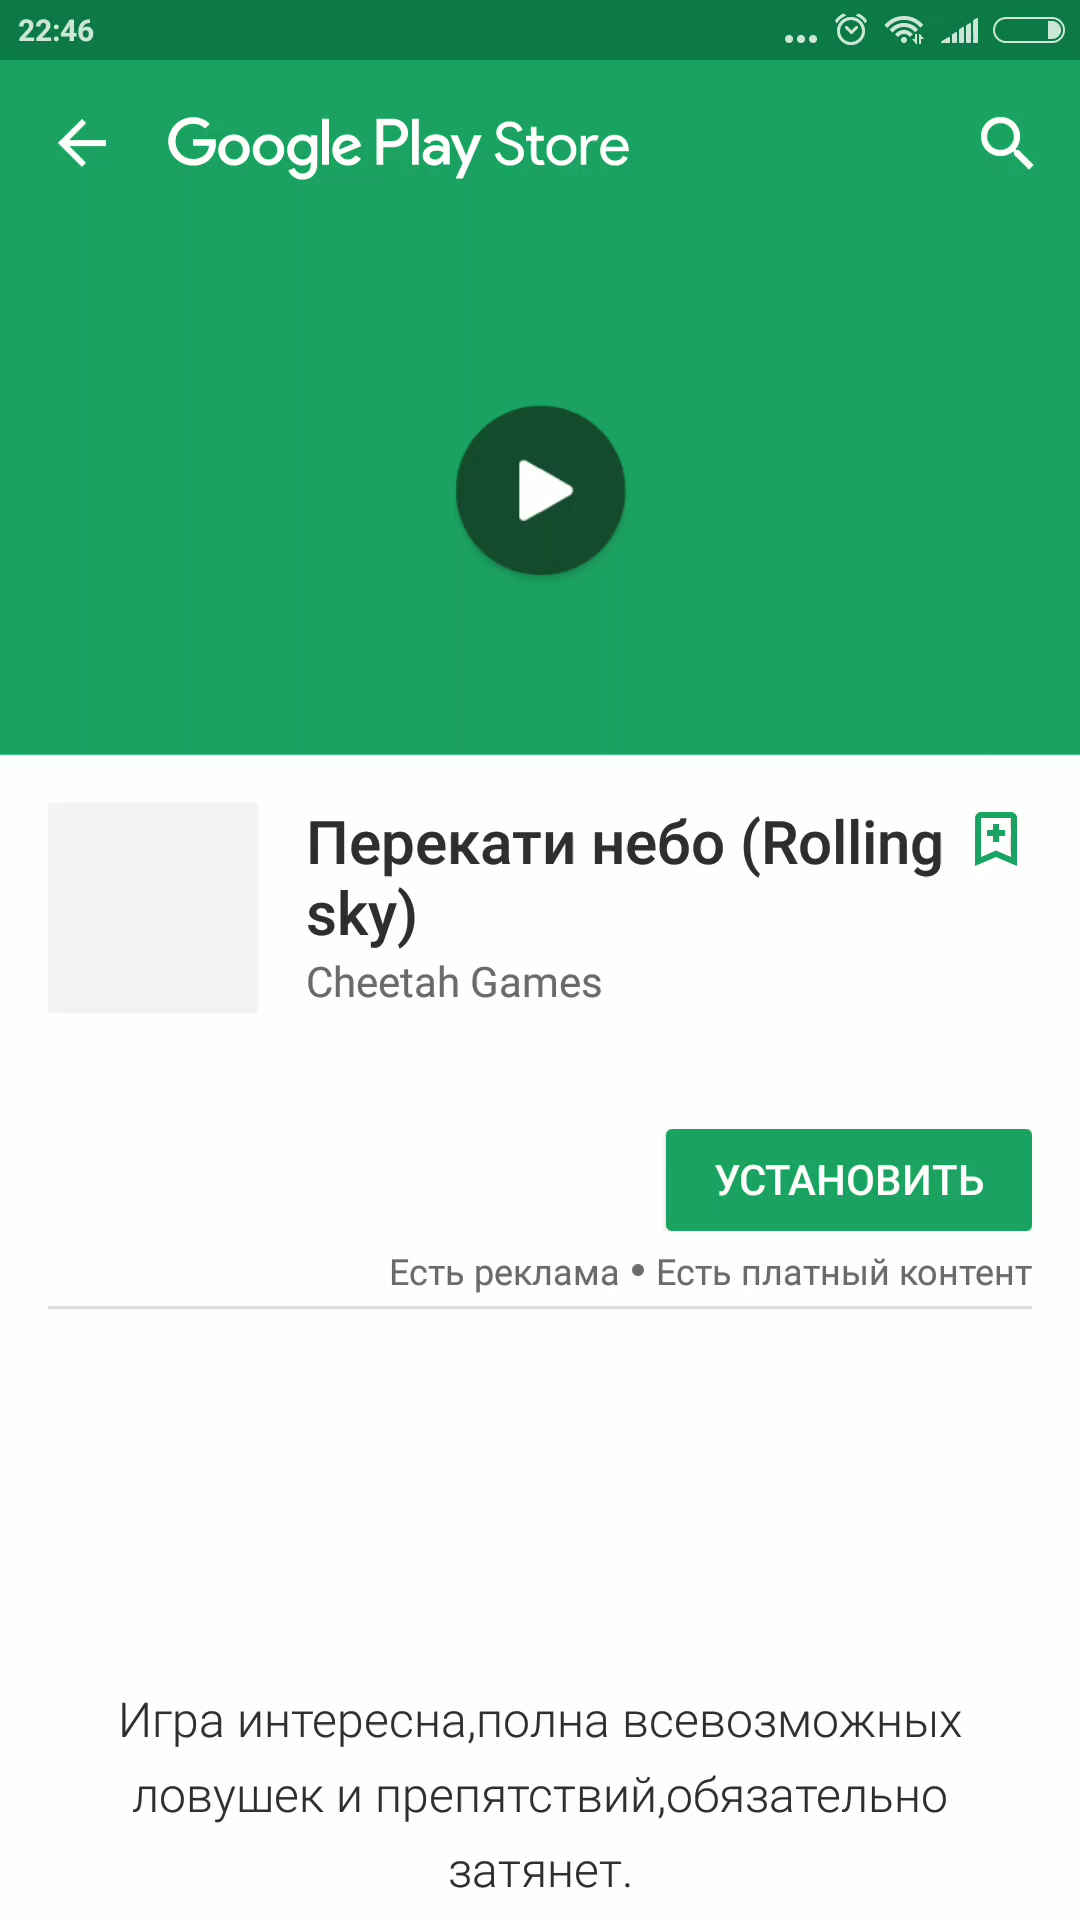 22:46
Google Play Store
Перекати небо (Rolling
sky)
Cheetah Games
УСТАНОВИТЬ
Есть реклама • Есть платный контент
Игра интересна,полна всевозможных
ловушек и препятствий,обязательно
затянет.